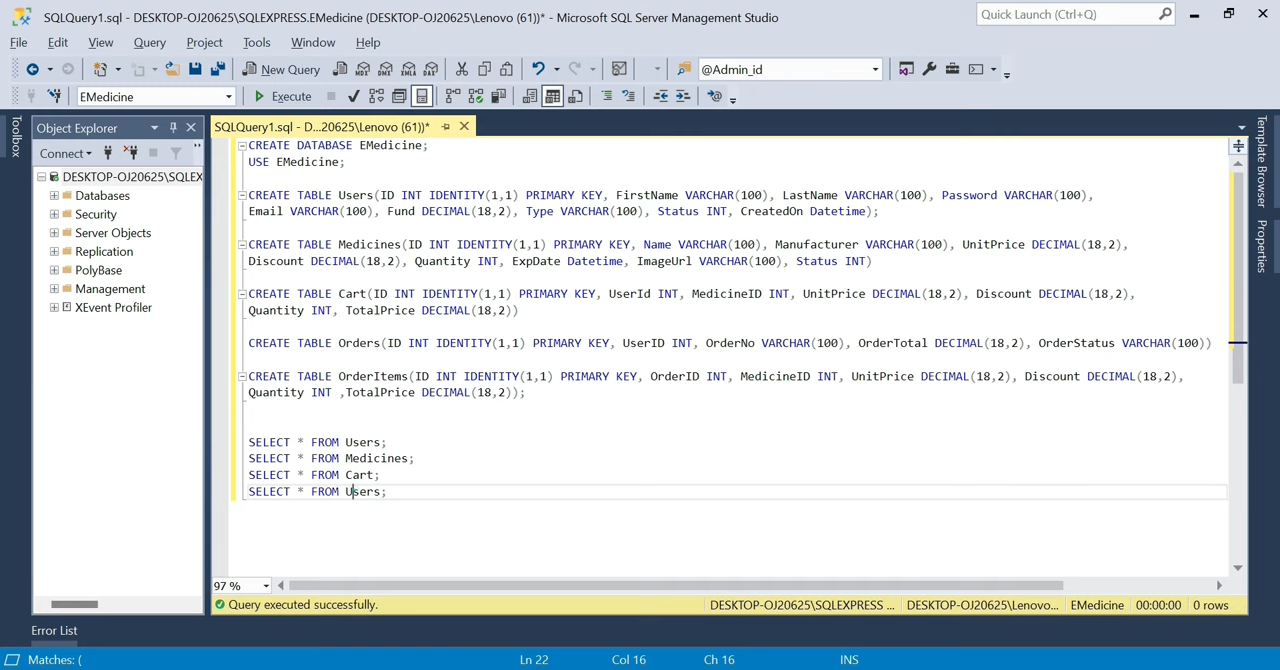 SQLQuery1.sql - DESKTOP-OJ20625\SQLEXPRESS.EMedicine (DESKTOP-OJ20625\Lenovo (61))* - Microsoft SQL Server Management Studio
Quick Launch (Ctrl+Q)
File Edit View Query Project Tools Window Help
New Query MDX DMX XMLA DAX @Admin_id
EMedicine Execute
Toolbox
Object Explorer
Connect
DESKTOP-OJ20625\SQLEX
Databases
Security
Server Objects
Replication
PolyBase
Management
XEvent Profiler
SQLQuery1.sql - D...20625\Lenovo (61))*
CREATE DATABASE EMedicine;
USE EMedicine;
CREATE TABLE Users(ID INT IDENTITY(1,1) PRIMARY KEY, FirstName VARCHAR(100), LastName VARCHAR(100), Password VARCHAR(100),
Email VARCHAR(100), Fund DECIMAL(18,2), Type VARCHAR(100), Status INT, CreatedOn Datetime);
CREATE TABLE Medicines(ID INT IDENTITY(1,1) PRIMARY KEY, Name VARCHAR(100), Manufacturer VARCHAR(100), UnitPrice DECIMAL(18,2),
Discount DECIMAL(18,2), Quantity INT, ExpDate Datetime, ImageUrl VARCHAR(100), Status INT)
CREATE TABLE Cart(ID INT IDENTITY(1,1) PRIMARY KEY, UserId INT, MedicineID INT, UnitPrice DECIMAL(18,2), Discount DECIMAL(18,2),
Quantity INT, TotalPrice DECIMAL(18,2))
CREATE TABLE Orders(ID INT IDENTITY(1,1) PRIMARY KEY, UserID INT, OrderNo VARCHAR(100), OrderTotal DECIMAL(18,2), OrderStatus VARCHAR(100))
CREATE TABLE OrderItems(ID INT IDENTITY(1,1) PRIMARY KEY, OrderID INT, MedicineID INT, UnitPrice DECIMAL(18,2), Discount DECIMAL(18,2),
Quantity INT ,TotalPrice DECIMAL(18,2));
SELECT * FROM Users;
SELECT * FROM Medicines;
SELECT * FROM Cart;
SELECT * FROM Users;
Template Browser
Properties
97 %
Query executed successfully. DESKTOP-OJ20625\SQLEXPRESS ... DESKTOP-OJ20625\Lenovo... EMedicine 00:00:00 0 rows
Error List
Matches: ( Ln 22 Col 16 Ch 16 INS